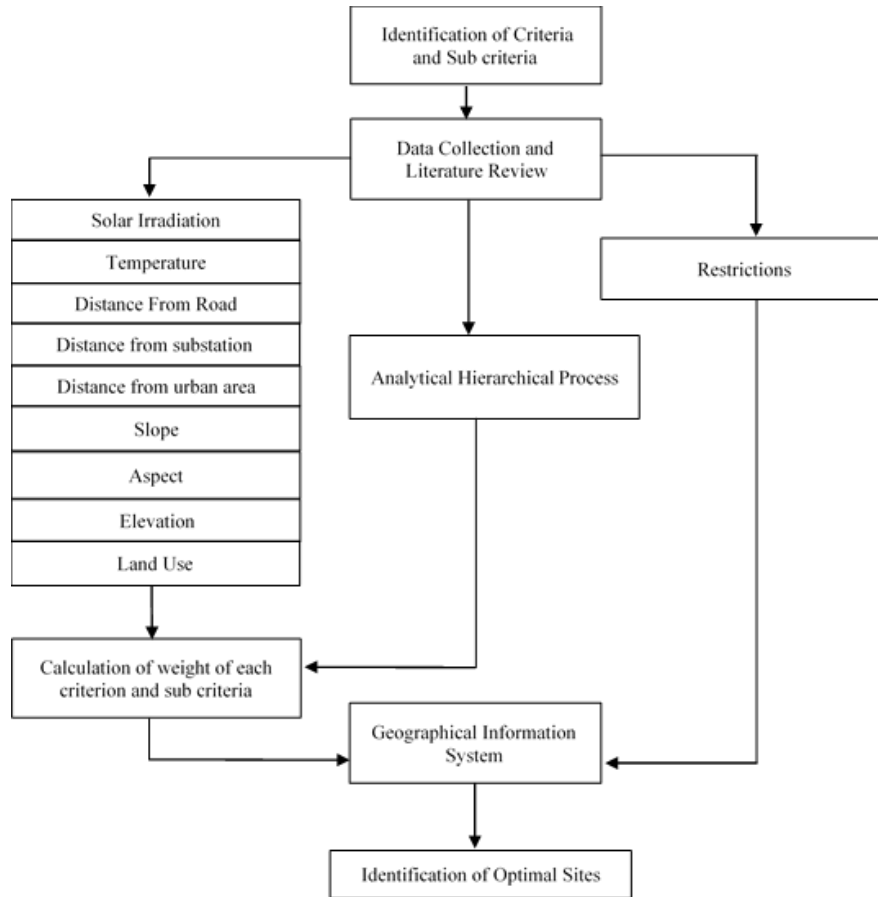 Identification of Criteria
and Sub criteria
Data Collection and
Literature Review
Solar Irradiation
Temperature
Distance From Road
Distance from substation
Distance from urban area
Slope
Aspect
Elevation
Land Use
Restrictions
Analytical Hierarchical Process
Calculation of weight of each
criterion and sub criteria
Geographical Information
System
Identification of Optimal Sites